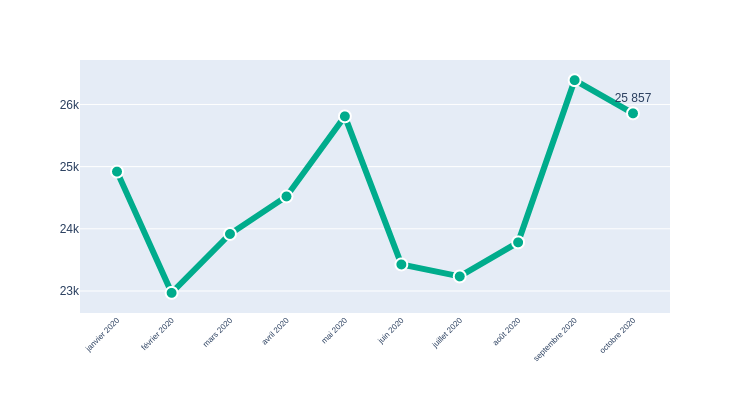 26k
25k
24k
23k
25 857
janvier 2020
février 2020
mars 2020
avril 2020
mai 2020
juin 2020
juillet 2020
août 2020
septembre 2020
octobre 2020